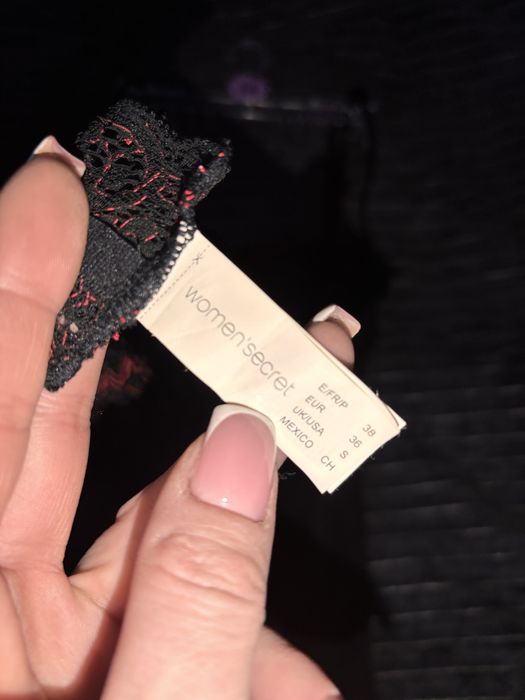 women'secret
E/FR/P 38
EUR 36
UK/USA S
MEXICO CH